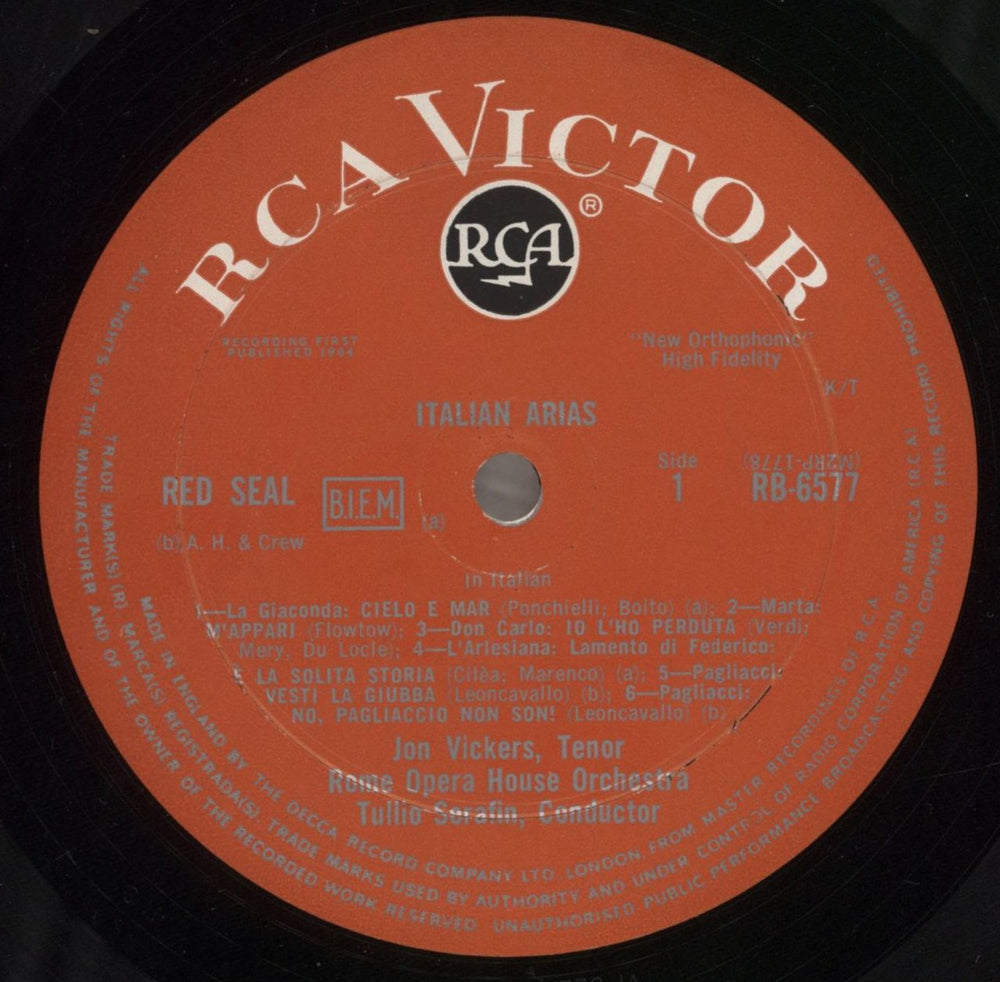 RCA VICTOR
RCA
®
RECORDING FIRST
PUBLISHED 1964
"New Orthophonic"
High Fidelity
K/T
ITALIAN ARIAS
RED SEAL
B.I.E.M.
(a)
Side
1
(M2RP-1778)
RB-6577
(b) A. H. & Crew
In Italian
1—La Giaconda: CIELO E MAR (Ponchielli; Boito) (a); 2—Marta:
M'APPARI (Flowtow); 3—Don Carlo: IO L'HO PERDUTA (Verdi;
Mery, Du Locle); 4—L'Arlesiana: Lamento di Federico:
E LA SOLITA STORIA (Cilèa; Marenco) (a); 5—Pagliacci:
VESTI LA GIUBBA (Leoncavallo) (b); 6—Pagliacci:
NO, PAGLIACCIO NON SON! (Leoncavallo) (b)
Jon Vickers, Tenor
Rome Opera House Orchestra
Tullio Serafin, Conductor
MADE IN ENGLAND BY THE DECCA RECORD COMPANY LTD. LONDON, FROM MASTER RECORDINGS OF R.C.A.
TRADE MARK(S) (R). MARCA(S) REGISTRADA(S). TRADE MARKS USED BY AUTHORITY AND UNDER CONTROL OF RADIO CORPORATION OF AMERICA (R.C.A.)
ALL RIGHTS OF THE MANUFACTURER AND OF THE OWNER OF THE RECORDED WORK RESERVED. UNAUTHORISED PUBLIC PERFORMANCE BROADCASTING AND COPYING OF THIS RECORD PROHIBITED